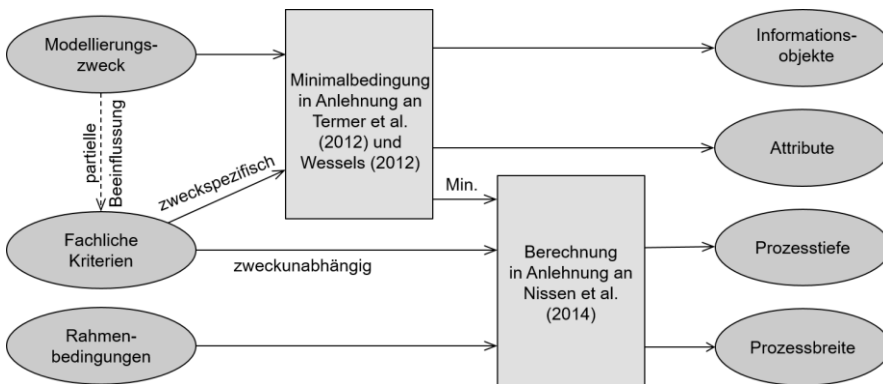 Modellierungs-
zweck
partielle
Beeinflussung
zweckspezifisch
Fachliche
Kriterien
zweckunabhängig
Rahmen-
bedingungen
Minimalbedingung
in Anlehnung an
Termer et al.
(2012) und
Wessels (2012)
Min.
Berechnung
in Anlehnung an
Nissen et al.
(2014)
Informations-
objekte
Attribute
Prozesstiefe
Prozessbreite